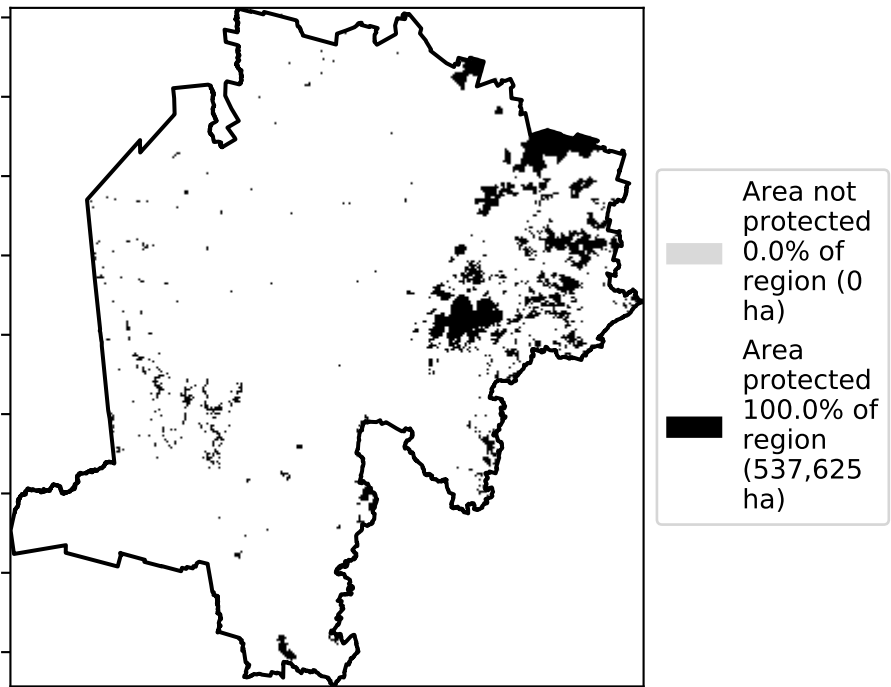 Area not
protected
0.0% of
region (0
ha)
Area
protected
100.0% of
region
(537,625
ha)